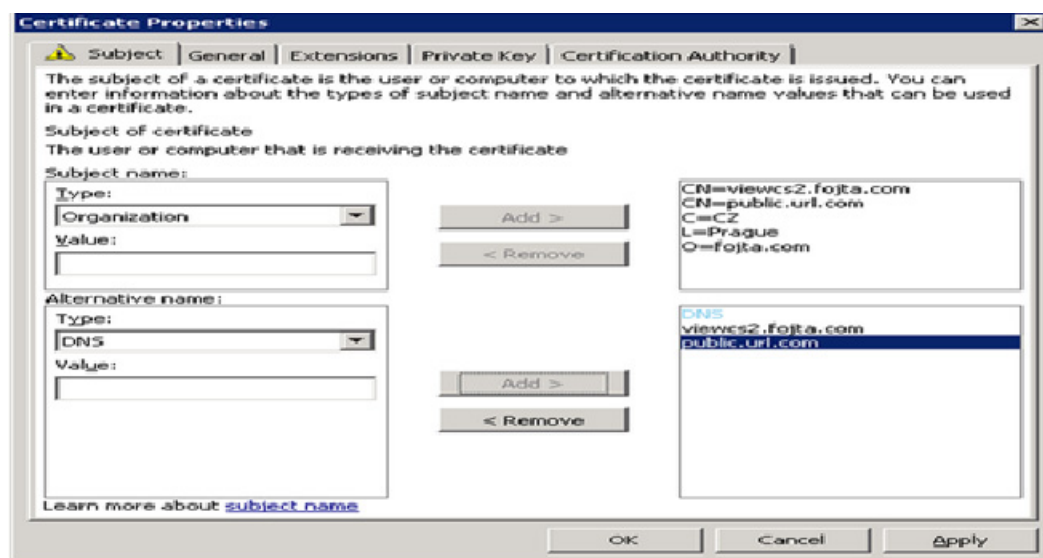 Certificate Properties
Subject General Extensions Private Key Certification Authority
The subject of a certificate is the user or computer to which the certificate is issued. You can
enter information about the types of subject name and alternative name values that can be used
in a certificate.
Subject of certificate
The user or computer that is receiving the certificate
Subject name:
Type:
Organization
Value:
Add >
< Remove
CN=viewcs2.fojta.com
CN=public.url.com
C=CZ
L=Prague
O=fojta.com
Alternative name:
Type:
DNS
Value:
Add >
< Remove
DNS
viewcs2.fojta.com
public.url.com
Learn more about subject name
OK Cancel Apply